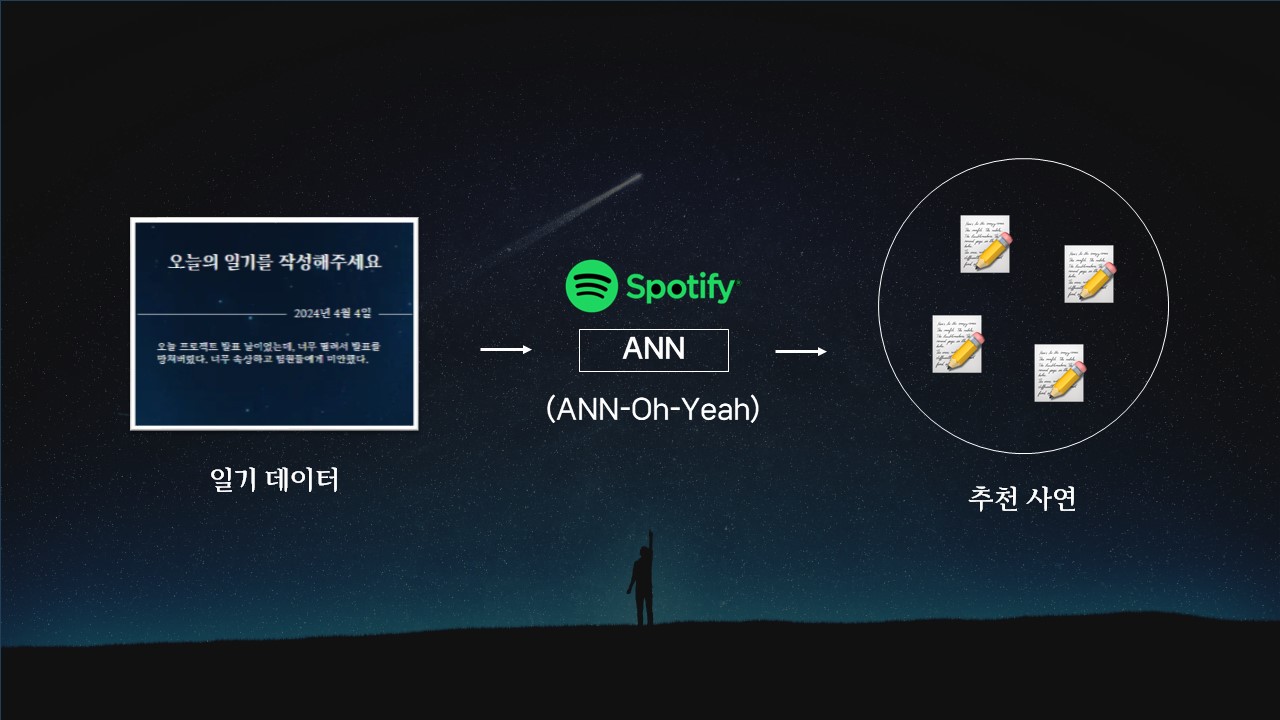 오늘의 일기를 작성해주세요
2024년 4월 4일
오늘 프로젝트 발표 날이었는데, 너무 떨려서 발표를
망쳐버렸다. 너무 속상하고 팀원들에게 미안했다.
일기 데이터
Spotify
ANN
(ANN-Oh-Yeah)
추천 사연